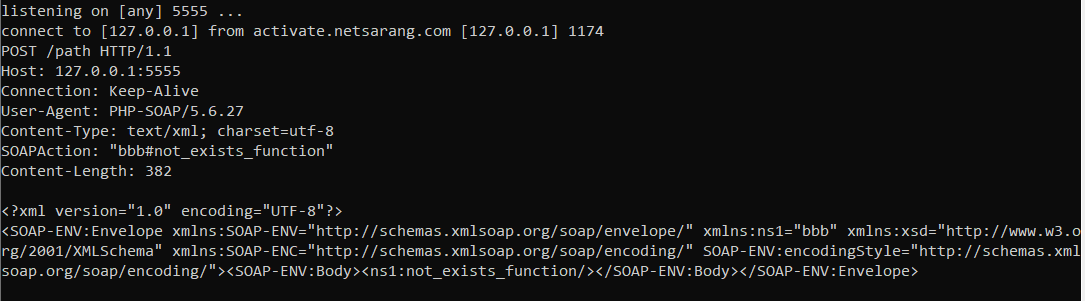 listening on [any] 5555 ...
connect to [127.0.0.1] from activate.netsarang.com [127.0.0.1] 1174
POST /path HTTP/1.1
Host: 127.0.0.1:5555
Connection: Keep-Alive
User-Agent: PHP-SOAP/5.6.27
Content-Type: text/xml; charset=utf-8
SOAPAction: "bbb#not_exists_function"
Content-Length: 382

<?xml version="1.0" encoding="UTF-8"?>
<SOAP-ENV:Envelope xmlns:SOAP-ENV="http://schemas.xmlsoap.org/soap/envelope/" xmlns:ns1="bbb" xmlns:xsd="http://www.w3.o
rg/2001/XMLSchema" xmlns:SOAP-ENC="http://schemas.xmlsoap.org/soap/encoding/" SOAP-ENV:encodingStyle="http://schemas.xml
soap.org/soap/encoding/"><SOAP-ENV:Body><ns1:not_exists_function/></SOAP-ENV:Body></SOAP-ENV:Envelope>